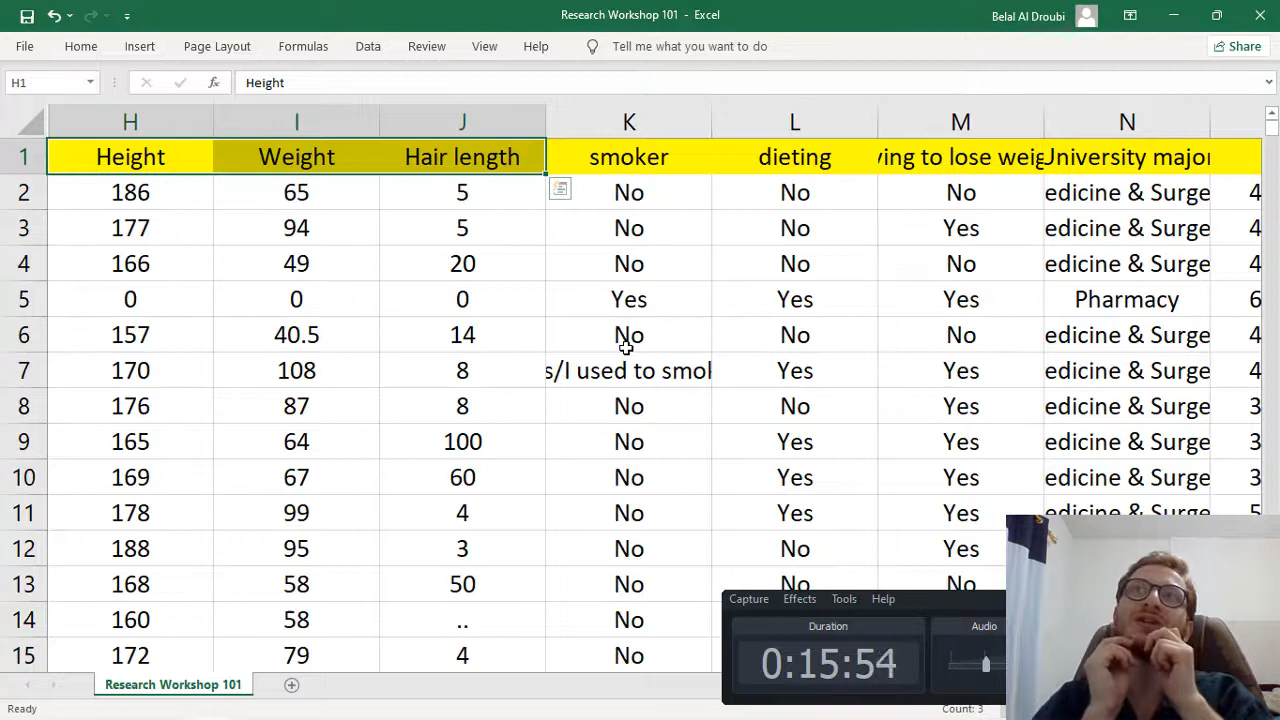 Research Workshop 101 - Excel
Belal Al Droubi
File Home Insert Page Layout Formulas Data Review View Help Tell me what you want to do Share
H1 fx Height
H I J K L M N
1 Height Weight Hair length smoker dieting ying to lose weig University major
2 186 65 5 No No No edicine & Surge 4
3 177 94 5 No No Yes edicine & Surge 4
4 166 49 20 No No No edicine & Surge 4
5 0 0 0 Yes Yes Yes Pharmacy 6
6 157 40.5 14 No No No edicine & Surge 4
7 170 108 8 s/I used to smok Yes Yes edicine & Surge 4
8 176 87 8 No No Yes edicine & Surge 3
9 165 64 100 No Yes Yes edicine & Surge 3
10 169 67 60 No Yes Yes edicine & Surge 3
11 178 99 4 No Yes Yes edicine & Surge 5
12 188 95 3 No No Yes
13 168 58 50 No No No
14 160 58 .. No
15 172 79 4 No
Capture Effects Tools Help
Duration Audio
0:15:54
Research Workshop 101
Ready Count: 3